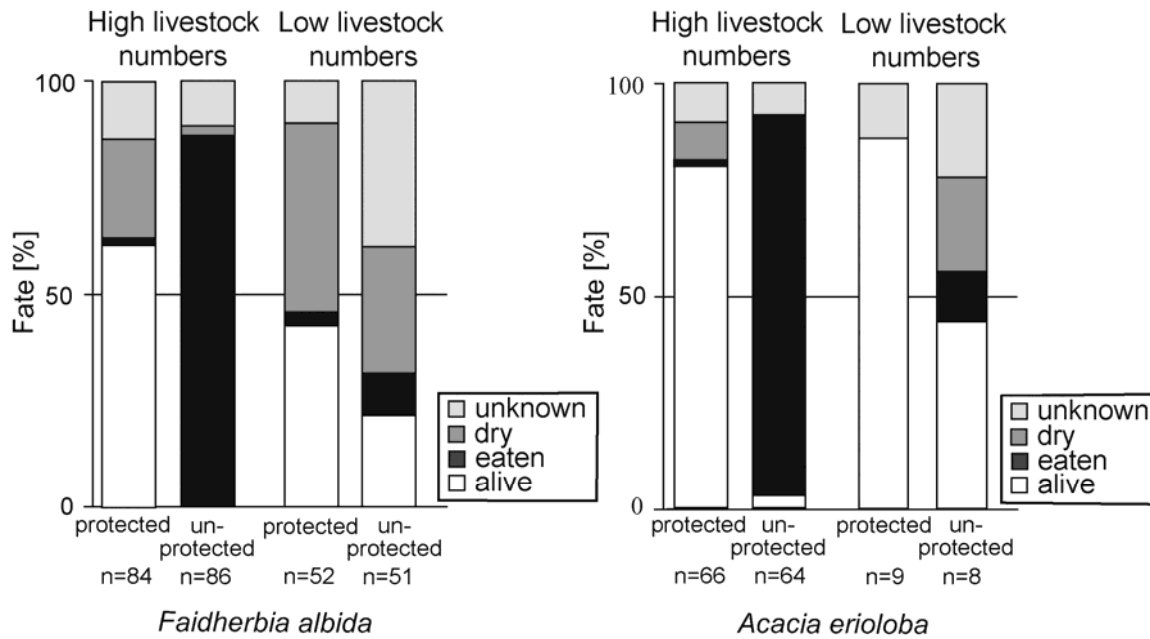 High livestock
numbers
Low livestock
numbers
100
50
0
Fate [%]
unknown
dry
eaten
alive
protected
un-
protected
protected
un-
protected
n=84
n=86
n=52
n=51
Faidherbia albida
High livestock
numbers
Low livestock
numbers
100
50
0
Fate [%]
unknown
dry
eaten
alive
protected
un-
protected
protected
un-
protected
n=66
n=64
n=9
n=8
Acacia erioloba